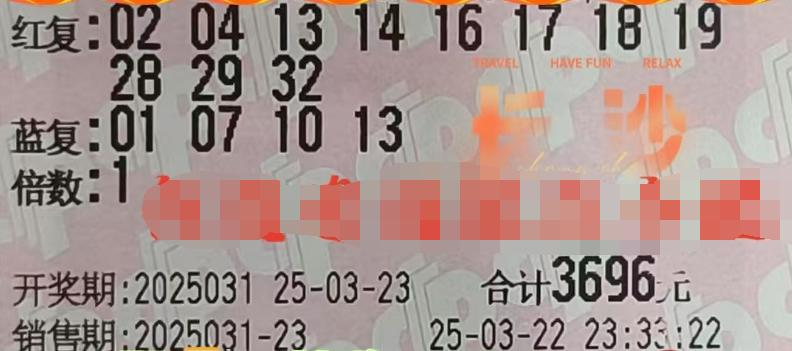 红复:02 04 13 14 16 17 18 19
28 29 32
TRAVEL HAVE FUN RELAX
长沙
蓝复:01 07 10 13
倍数:1
开奖期:2025031 25-03-23 合计3696元
销售期:2025031-23 25-03-22 23:33:22